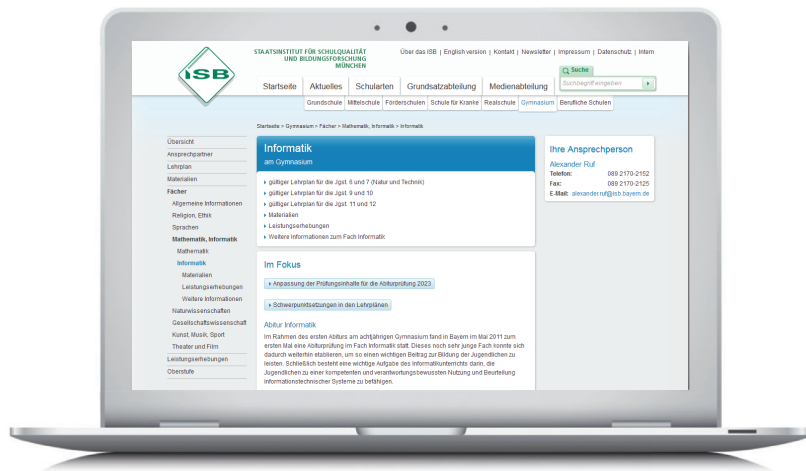 ISB
STAATSINSTITUT FÜR SCHULQUALITÄT
UND BILDUNGSFORSCHUNG
MÜNCHEN
Über das ISB | English version | Kontakt | Newsletter | Impressum | Datenschutz | Intern
Suche
Suchbegriff eingeben
Startseite Aktuelles Schularten Grundsatzabteilung Medienabteilung
Grundschule Mittelschule Förderschulen Schule für Kranke Realschule Gymnasium Berufliche Schulen
Startseite > Gymnasium > Fächer > Mathematik, Informatik > Informatik
Übersicht
Ansprechpartner
Lehrplan
Materialien
Fächer
Allgemeine Informationen
Religion, Ethik
Sprachen
Mathematik, Informatik
Mathematik
Informatik
Materialien
Leistungserhebungen
Weitere Informationen
Naturwissenschaften
Gesellschaftswissenschaft
Kunst, Musik, Sport
Theater und Film
Leistungserhebungen
Oberstufe
Informatik
am Gymnasium
gültiger Lehrplan für die Jgst. 6 und 7 (Natur und Technik)
gültiger Lehrplan für die Jgst. 9 und 10
gültiger Lehrplan für die Jgst. 11 und 12
Materialien
Leistungserhebungen
Weitere Informationen zum Fach Informatik
Im Fokus
Anpassung der Prüfungsinhalte für die Abiturprüfung 2023
Schwerpunktsetzungen in den Lehrplänen
Abitur Informatik
Im Rahmen des ersten Abiturs am achtjährigen Gymnasium fand in Bayern im Mai 2011 zum
ersten Mal eine Abiturprüfung im Fach Informatik statt. Dieses noch sehr junge Fach konnte sich
dadurch weiterhin etablieren, um so einen wichtigen Beitrag zur Bildung der Jugendlichen zu
leisten. Schließlich besteht eine wichtige Aufgabe des Informatikunterrichts darin, die
Jugendlichen zu einer kompetenten und verantwortungsbewussten Nutzung und Beurteilung
informationstechnischer Systeme zu befähigen.
Ihre Ansprechperson
Alexander Ruf
Telefon: 089 2170-2152
Fax: 089 2170-2125
E-Mail: alexander.ruf@isb.bayern.de